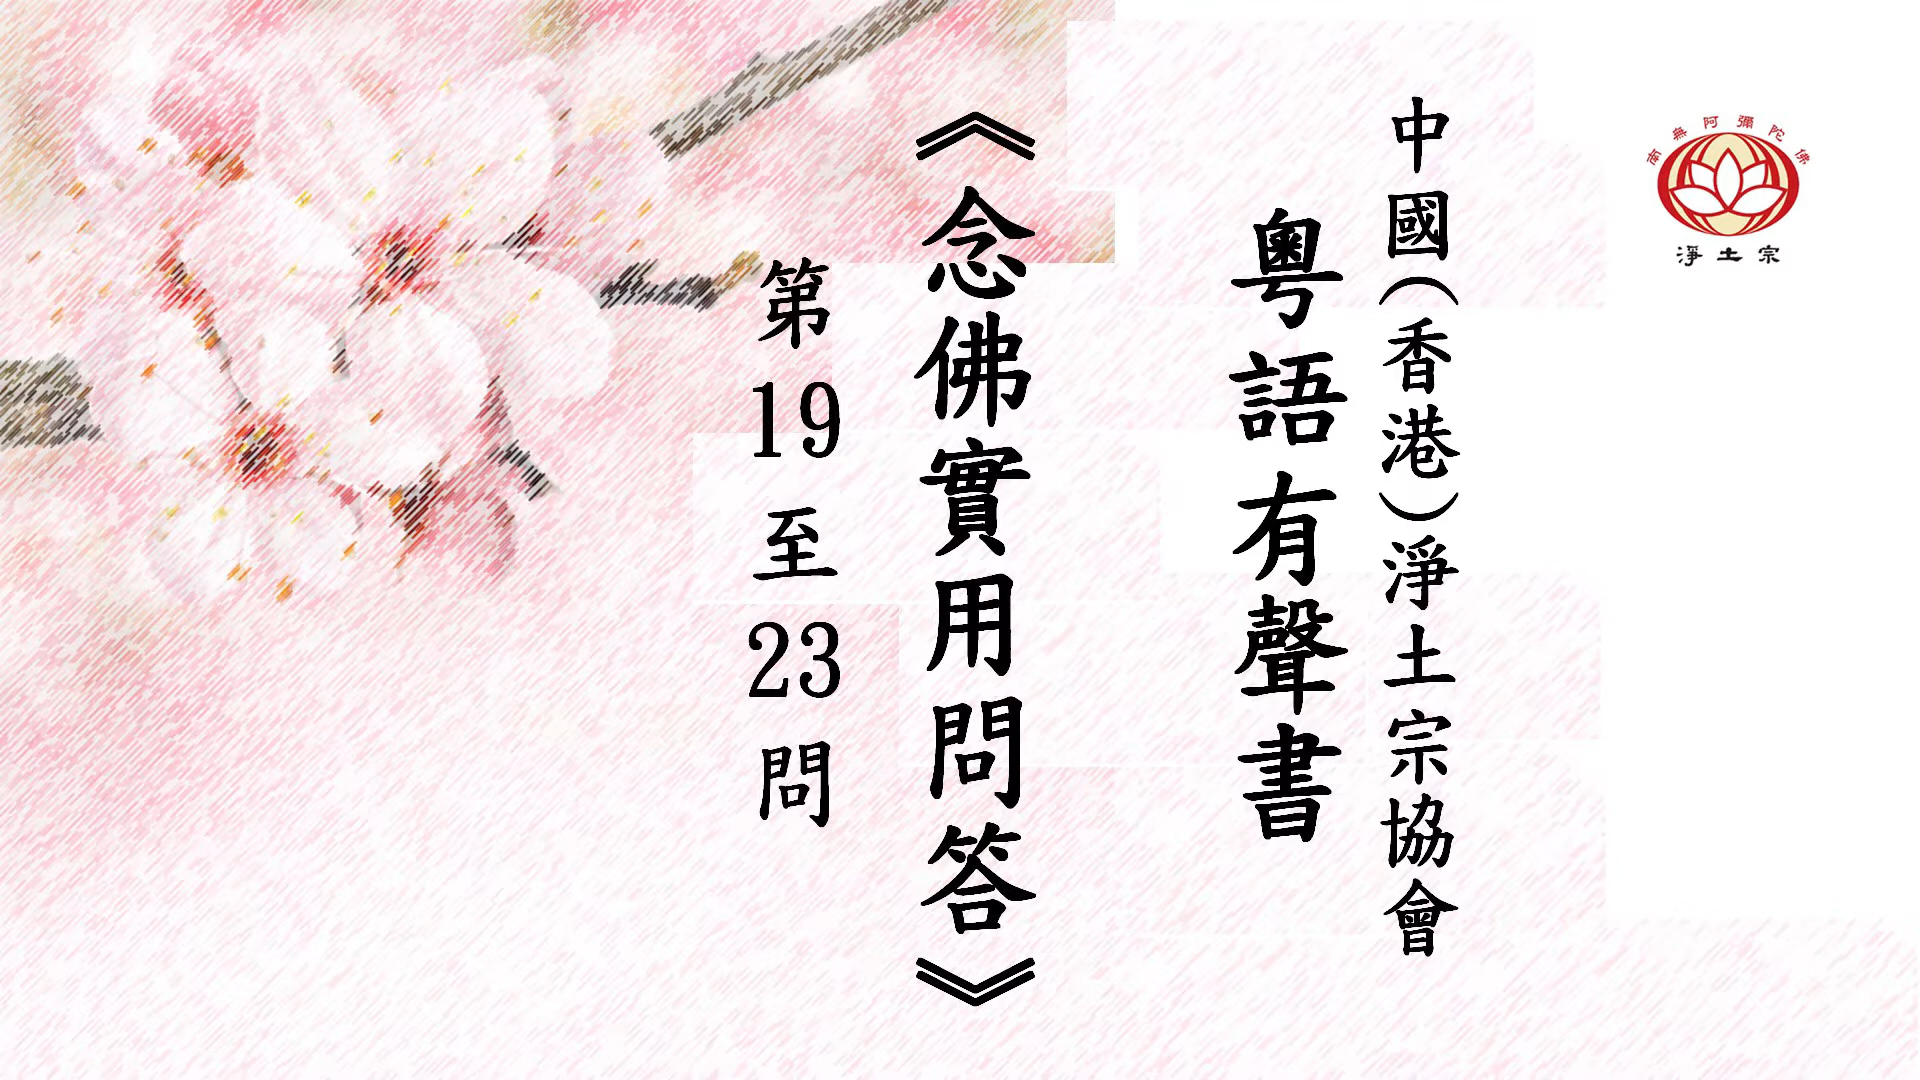 南無阿彌陀佛
淨土宗
中國(香港)淨土宗協會
粵語有聲書
《念佛實用問答》
第19至23問